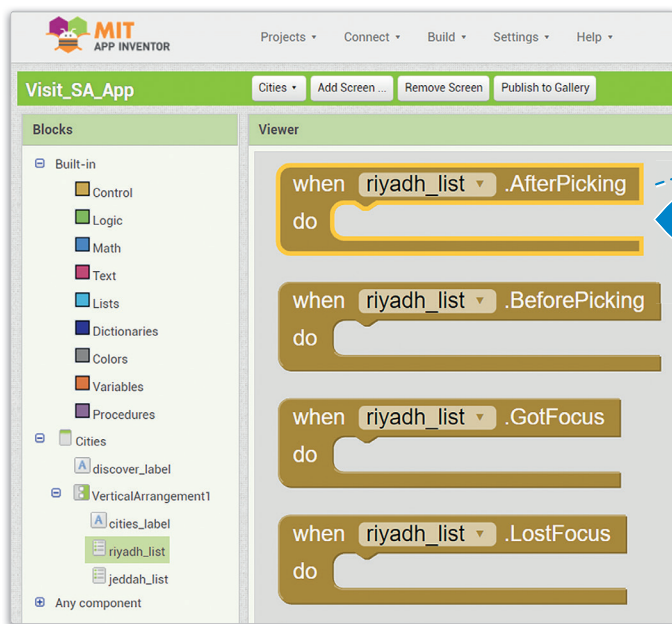 MIT
APP INVENTOR
Projects Connect Build Settings Help
Visit_SA_App
Cities Add Screen ... Remove Screen Publish to Gallery
Blocks
Viewer
Built-in
Control
Logic
Math
Text
Lists
Dictionaries
Colors
Variables
Procedures
Cities
A discover_label
VerticalArrangement1
A cities_label
riyadh_list
jeddah_list
Any component
when riyadh_list .AfterPicking
do
when riyadh_list .BeforePicking
do
when riyadh_list .GotFocus
do
when riyadh_list .LostFocus
do